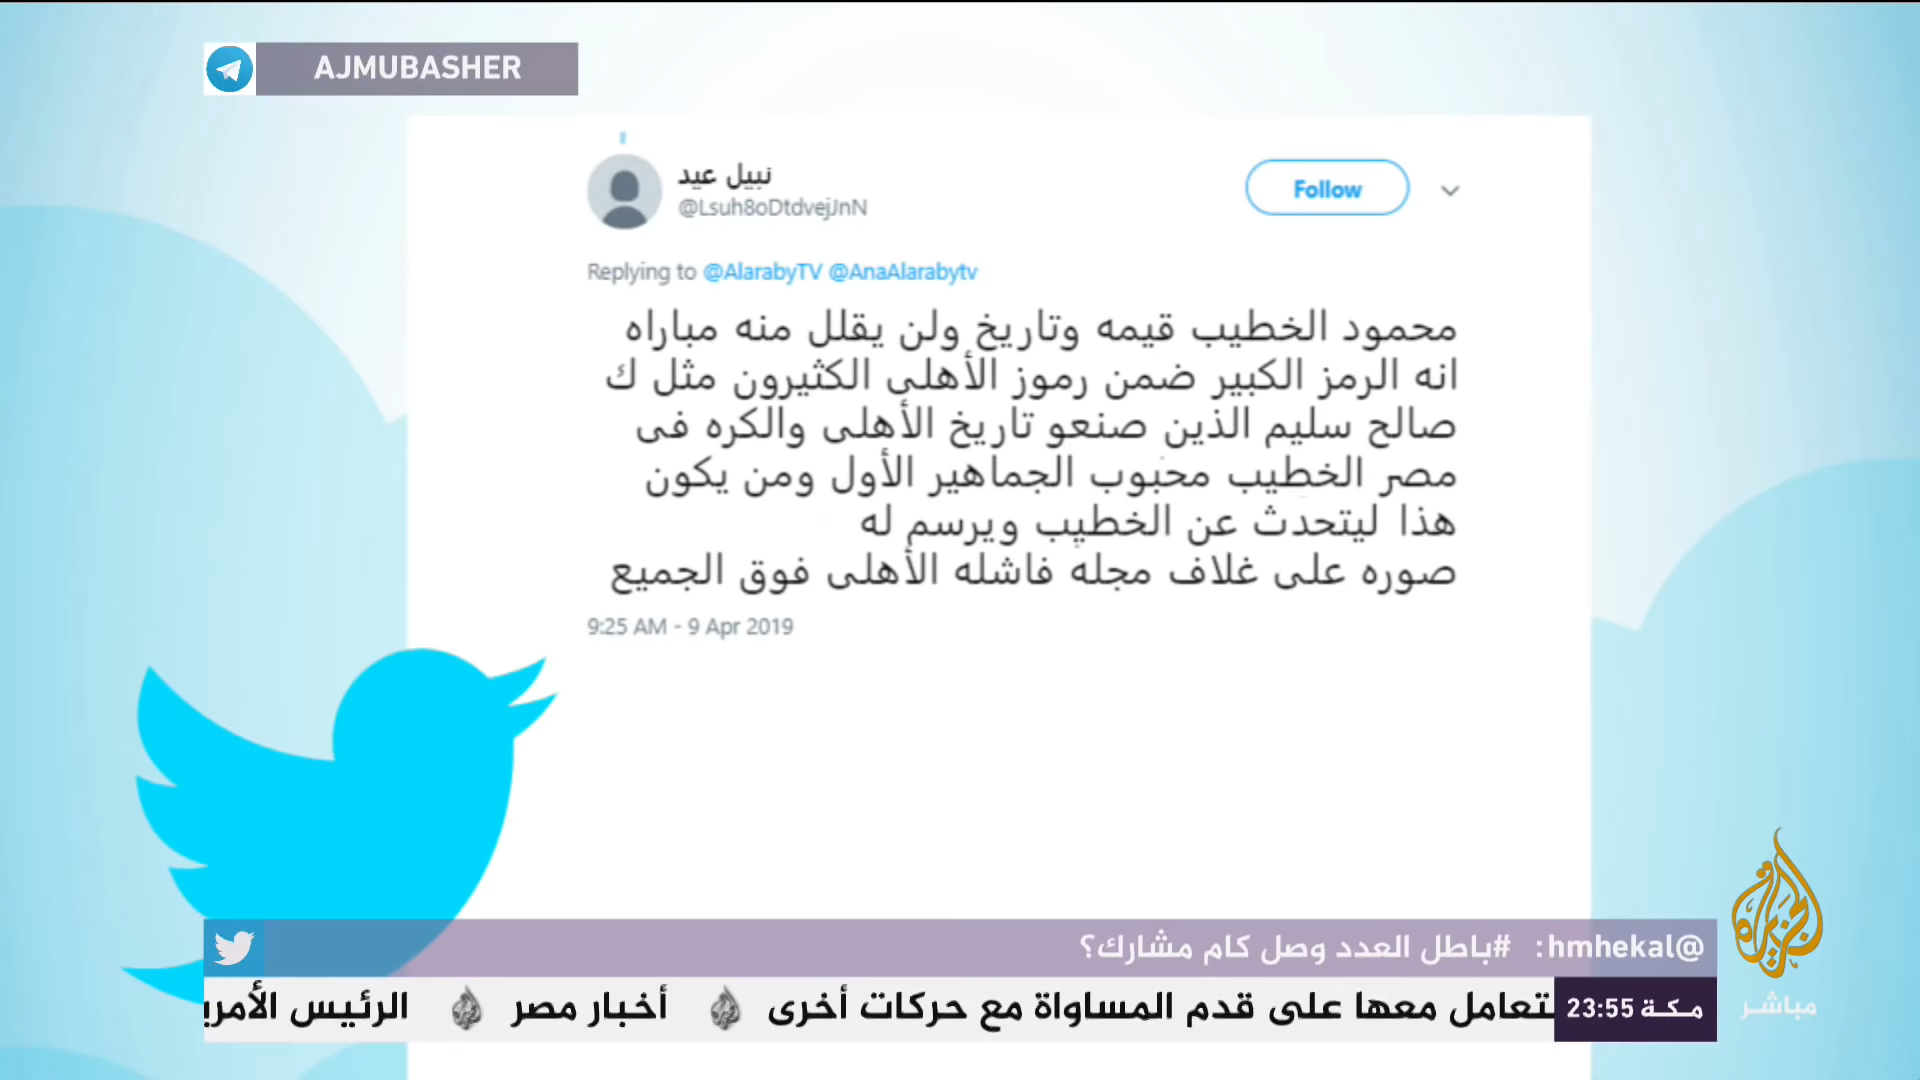 AJMUBASHER
نبيل عيد
@Lsuh8oDtdvejJnN
Follow
Replying to @AlarabyTV @AnaAlarabytv
محمود الخطيب قيمه وتاريخ ولن يقلل منه مباراه
انه الرمز الكبير ضمن رموز الأهلى الكثيرون مثل ك
صالح سليم الذين صنعو تاريخ الأهلى والكره فى
مصر الخطيب محبوب الجماهير الأول ومن يكون
هذا ليتحدث عن الخطيب ويرسم له
صوره على غلاف مجله فاشله الأهلى فوق الجميع
9:25 AM - 9 Apr 2019
@hmhekal: #باطل العدد وصل كام مشارك؟
مكة 23:55
تعامل معها على قدم المساواة مع حركات أخرى أخبار مصر الرئيس الأمري
الجزيرة
مباشر